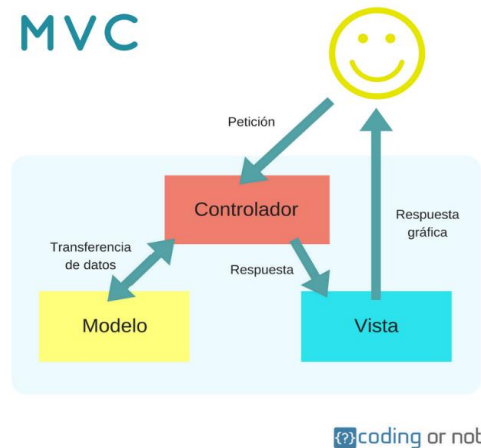 MVC
Petición
Controlador
Respuesta
gráfica
Transferencia
de datos
Respuesta
Modelo
Vista
{?}coding or not